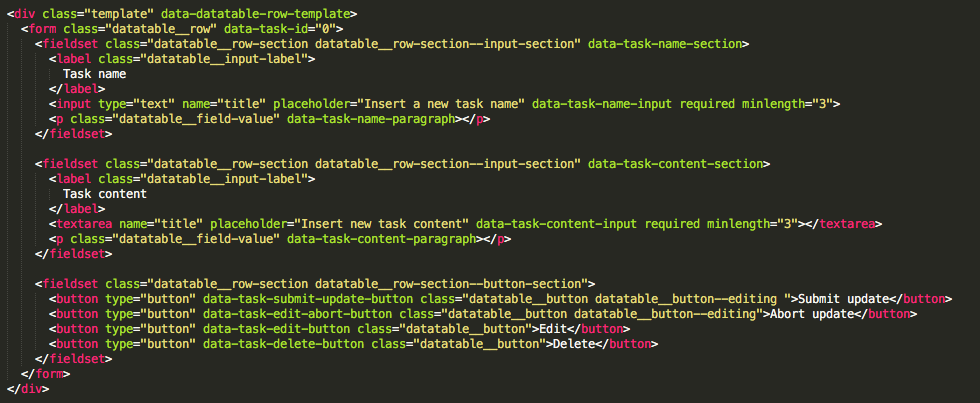 <div class="template" data-datatable-row-template>
<form class="datatable__row" data-task-id="0">
<fieldset class="datatable__row-section datatable__row-section--input-section" data-task-name-section>
<label class="datatable__input-label">
Task name
</label>
<input type="text" name="title" placeholder="Insert a new task name" data-task-name-input required minlength="3">
<p class="datatable__field-value" data-task-name-paragraph></p>
</fieldset>
<fieldset class="datatable__row-section datatable__row-section--input-section" data-task-content-section>
<label class="datatable__input-label">
Task content
</label>
<textarea name="title" placeholder="Insert new task content" data-task-content-input required minlength="3"></textarea>
<p class="datatable__field-value" data-task-content-paragraph></p>
</fieldset>
<fieldset class="datatable__row-section datatable__row-section--button-section">
<button type="button" data-task-submit-update-button class="datatable__button datatable__button--editing ">Submit update</button>
<button type="button" data-task-edit-abort-button class="datatable__button datatable__button--editing">Abort update</button>
<button type="button" data-task-edit-button class="datatable__button">Edit</button>
<button type="button" data-task-delete-button class="datatable__button">Delete</button>
</fieldset>
</form>
</div>